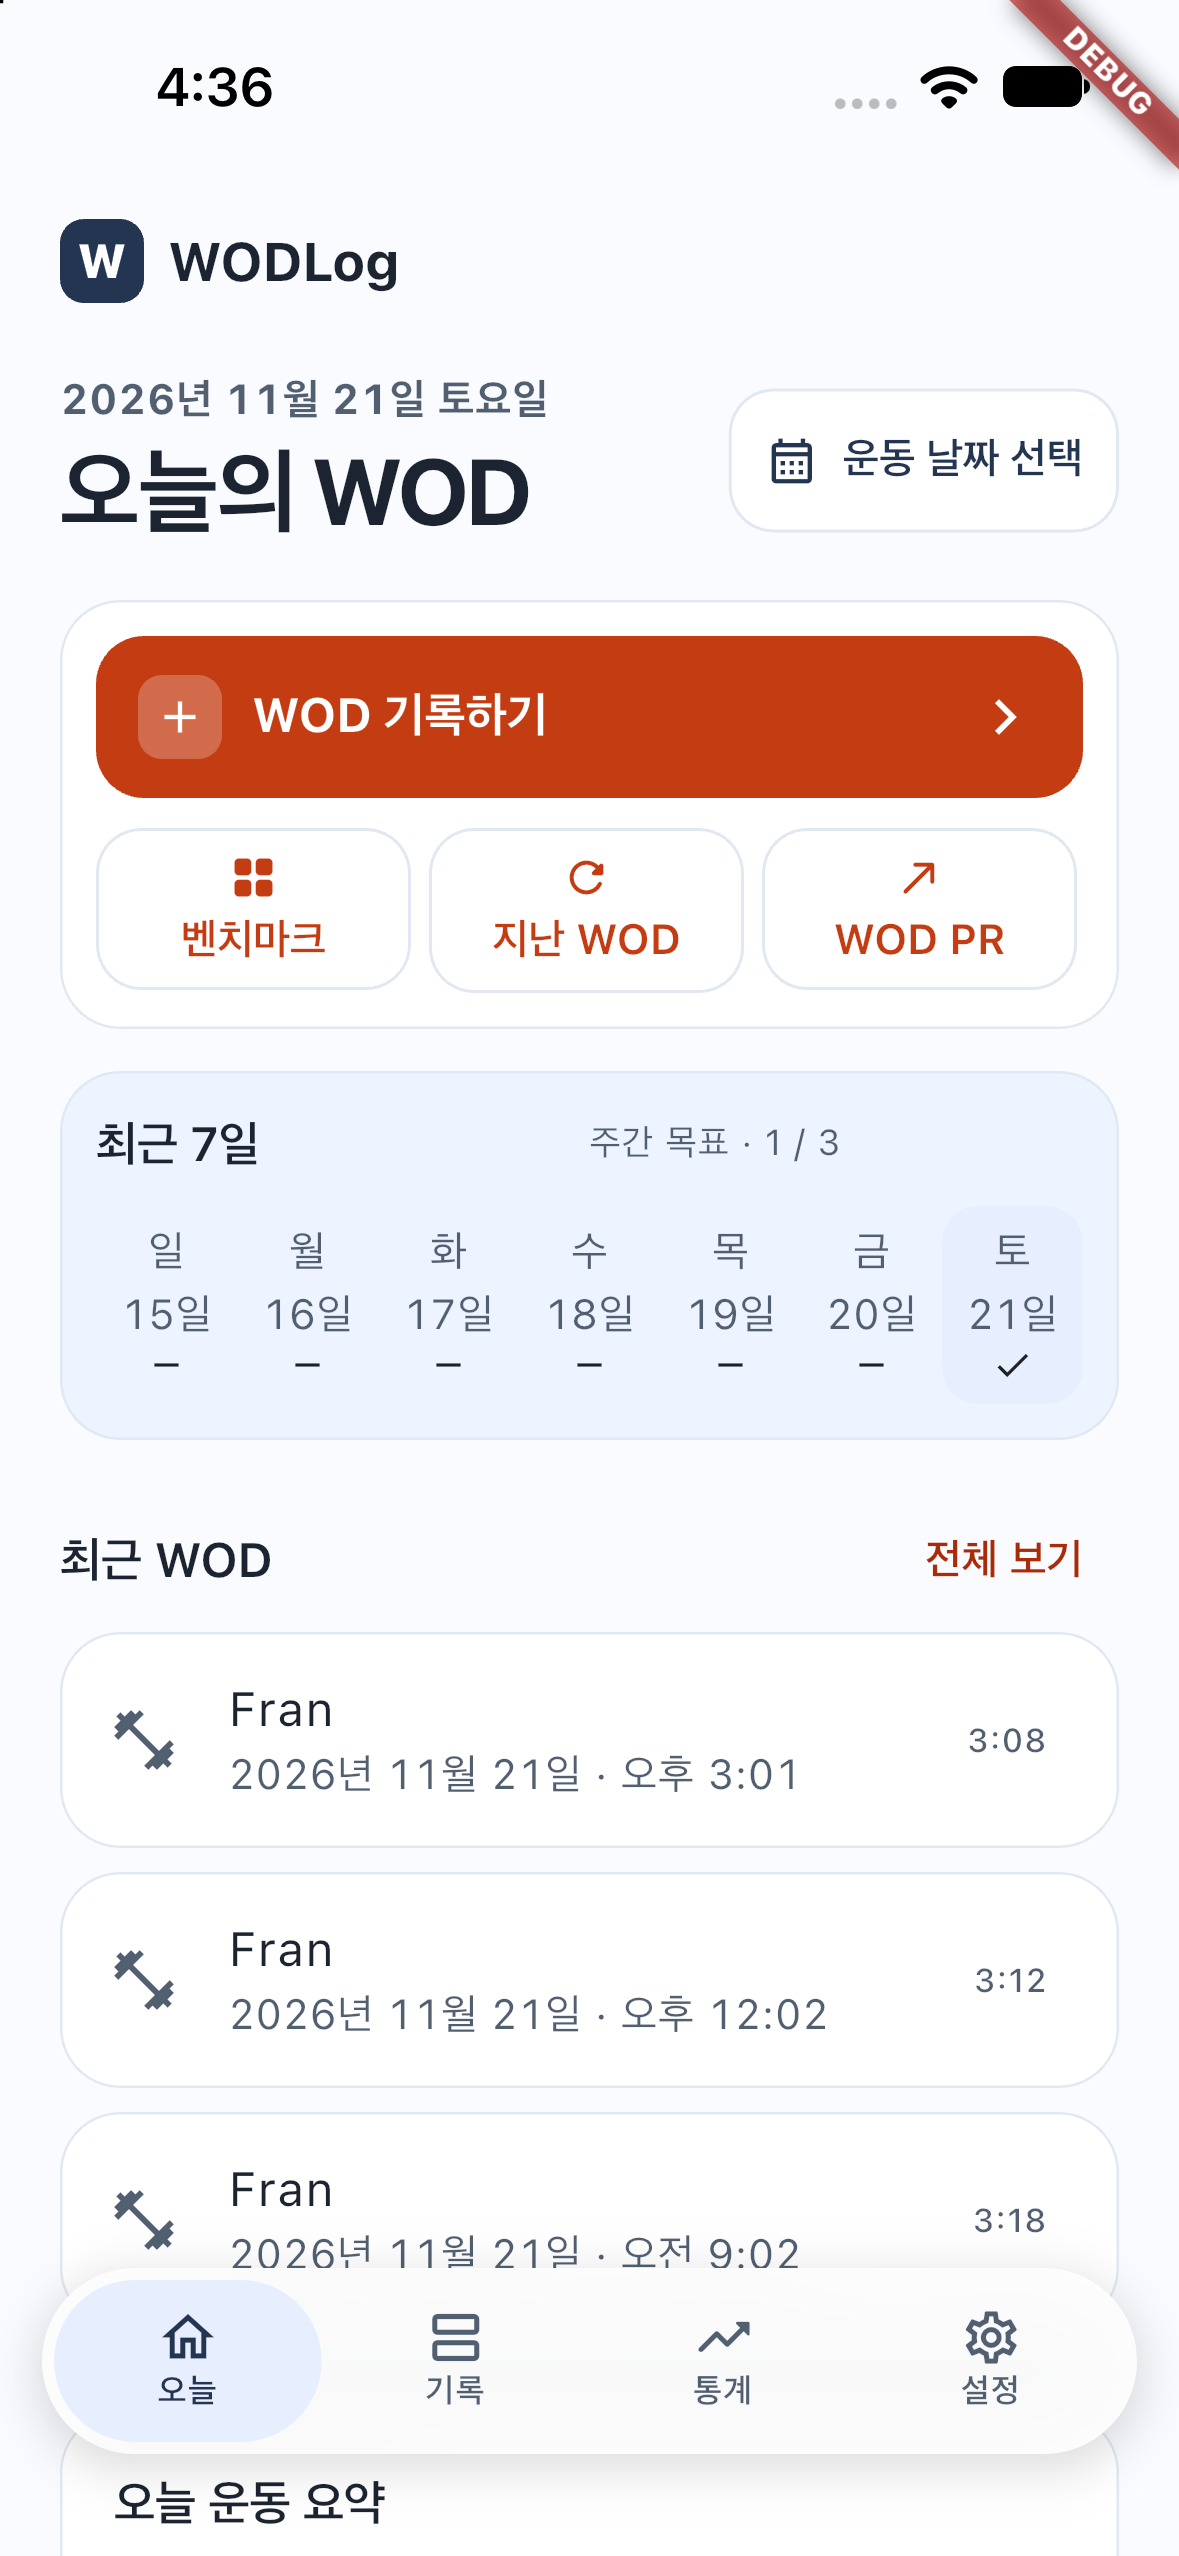 4:36
DEBUG
W WODLog
2026년 11월 21일 토요일
오늘의 WOD
운동 날짜 선택
WOD 기록하기
벤치마크
지난 WOD
WOD PR
최근 7일
주간 목표 · 1 / 3
일 월 화 수 목 금 토
15일 16일 17일 18일 19일 20일 21일
최근 WOD
전체 보기
Fran
2026년 11월 21일 · 오후 3:01
3:08
Fran
2026년 11월 21일 · 오후 12:02
3:12
Fran
2026년 11월 21일 · 오전 9:02
3:18
오늘 기록 통계 설정
오늘 운동 요약